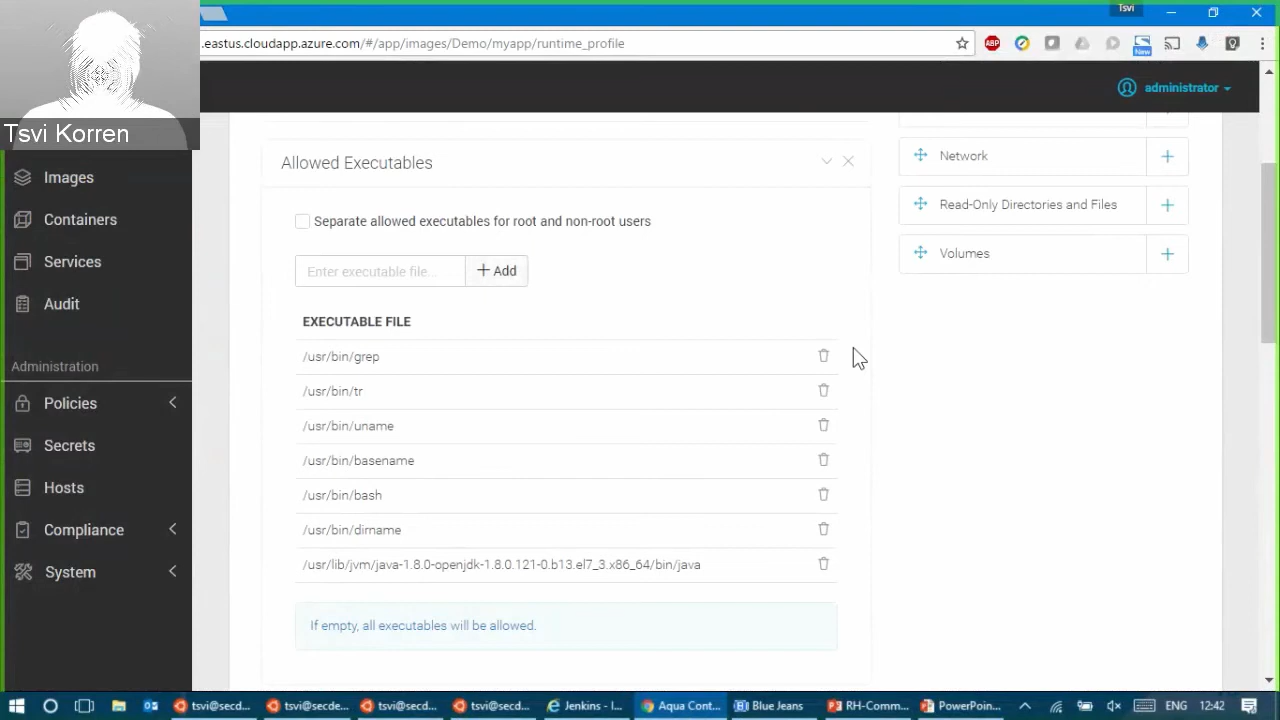 Tsvi
.eastus.cloudapp.azure.com/#/app/images/Demo/myapp/runtime_profile
ABP
New
administrator
Tsvi Korren
Images
Containers
Services
Audit
Administration
Policies
Secrets
Hosts
Compliance
System
Allowed Executables
Separate allowed executables for root and non-root users
Enter executable file...
+ Add
EXECUTABLE FILE
/usr/bin/grep
/usr/bin/tr
/usr/bin/uname
/usr/bin/basename
/usr/bin/bash
/usr/bin/dirname
/usr/lib/jvm/java-1.8.0-openjdk-1.8.0.121-0.b13.el7_3.x86_64/bin/java
If empty, all executables will be allowed.
Network
Read-Only Directories and Files
Volumes
tsvi@secd...
tsvi@secde...
tsvi@secd...
tsvi@secd...
Jenkins - I...
Aqua Cont...
Blue Jeans
RH-Comm...
PowerPoin...
ENG
12:42